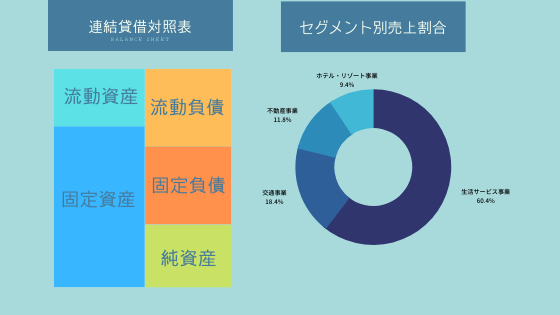 連結貸借対照表
BALANCE SHEET
流動資産
流動負債
固定資産
固定負債
純資産
セグメント別売上割合
ホテル・リゾート事業
9.4%
不動産事業
11.8%
交通事業
18.4%
生活サービス事業
60.4%